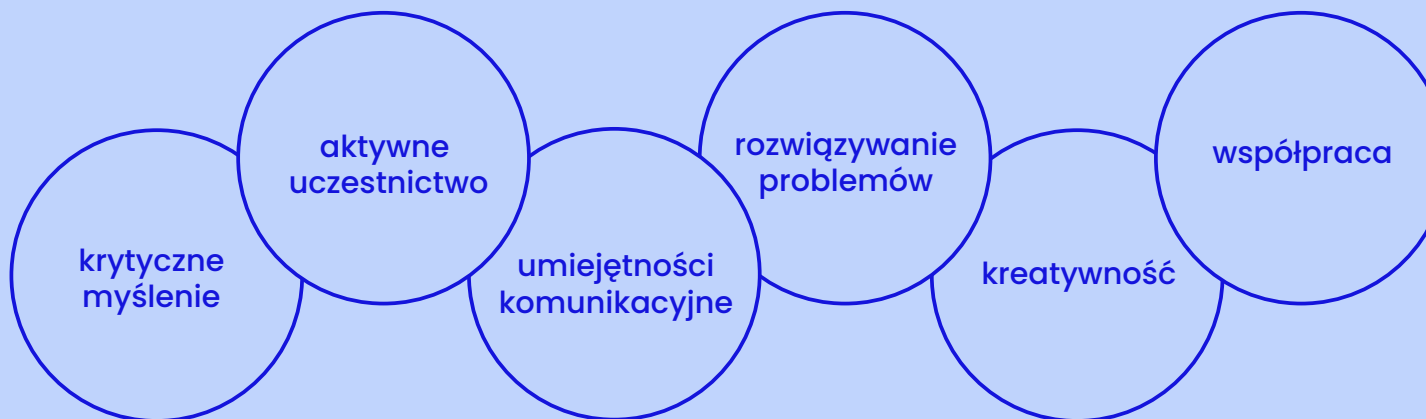 krytyczne
myślenie
aktywne
uczestnictwo
umiejętności
komunikacyjne
rozwiązywanie
problemów
kreatywność
współpraca